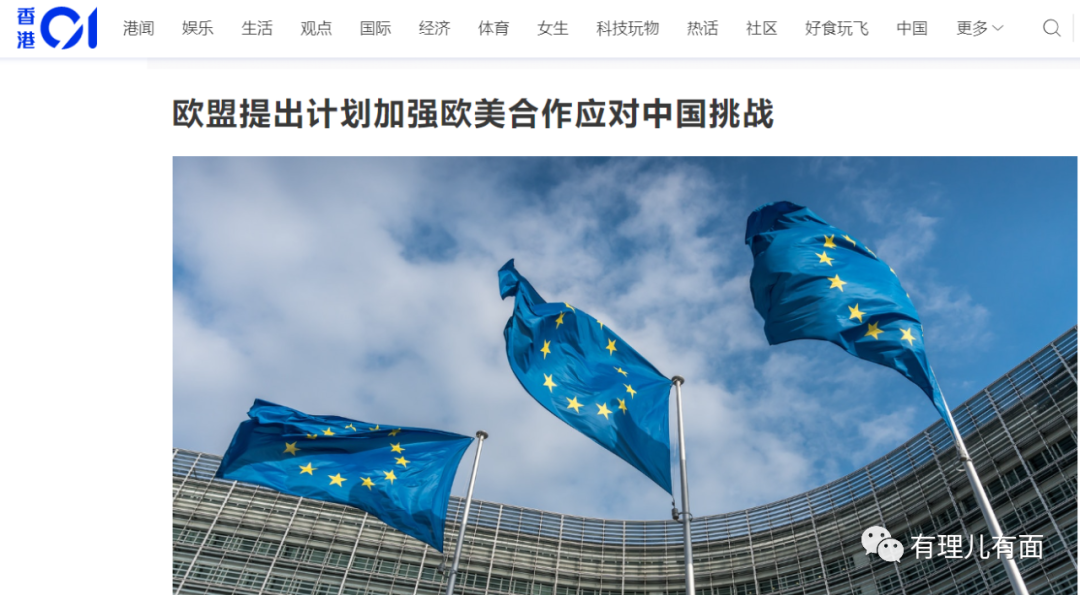 香港01 港闻 娱乐 生活 观点 国际 经济 体育 女生 科技玩物 热话 社区 好食玩飞 中国 更多
欧盟提出计划加强欧美合作应对中国挑战
有理儿有面